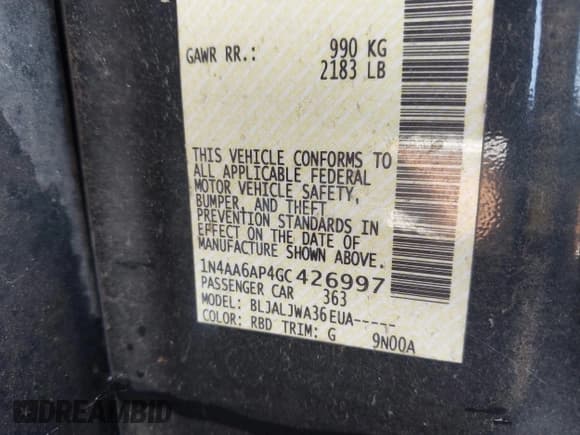 GAWR RR.: 990 KG
2183 LB
THIS VEHICLE CONFORMS TO
ALL APPLICABLE FEDERAL
MOTOR VEHICLE SAFETY,
BUMPER, AND THEFT
PREVENTION STANDARDS IN
EFFECT ON THE DATE OF
MANUFACTURE SHOWN ABOVE.
1N4AA6AP4GC426997
PASSENGER CAR 363
MODEL: BLJALJWA36EUA-----
COLOR: RBD TRIM: G 9N00A
DREAMBID